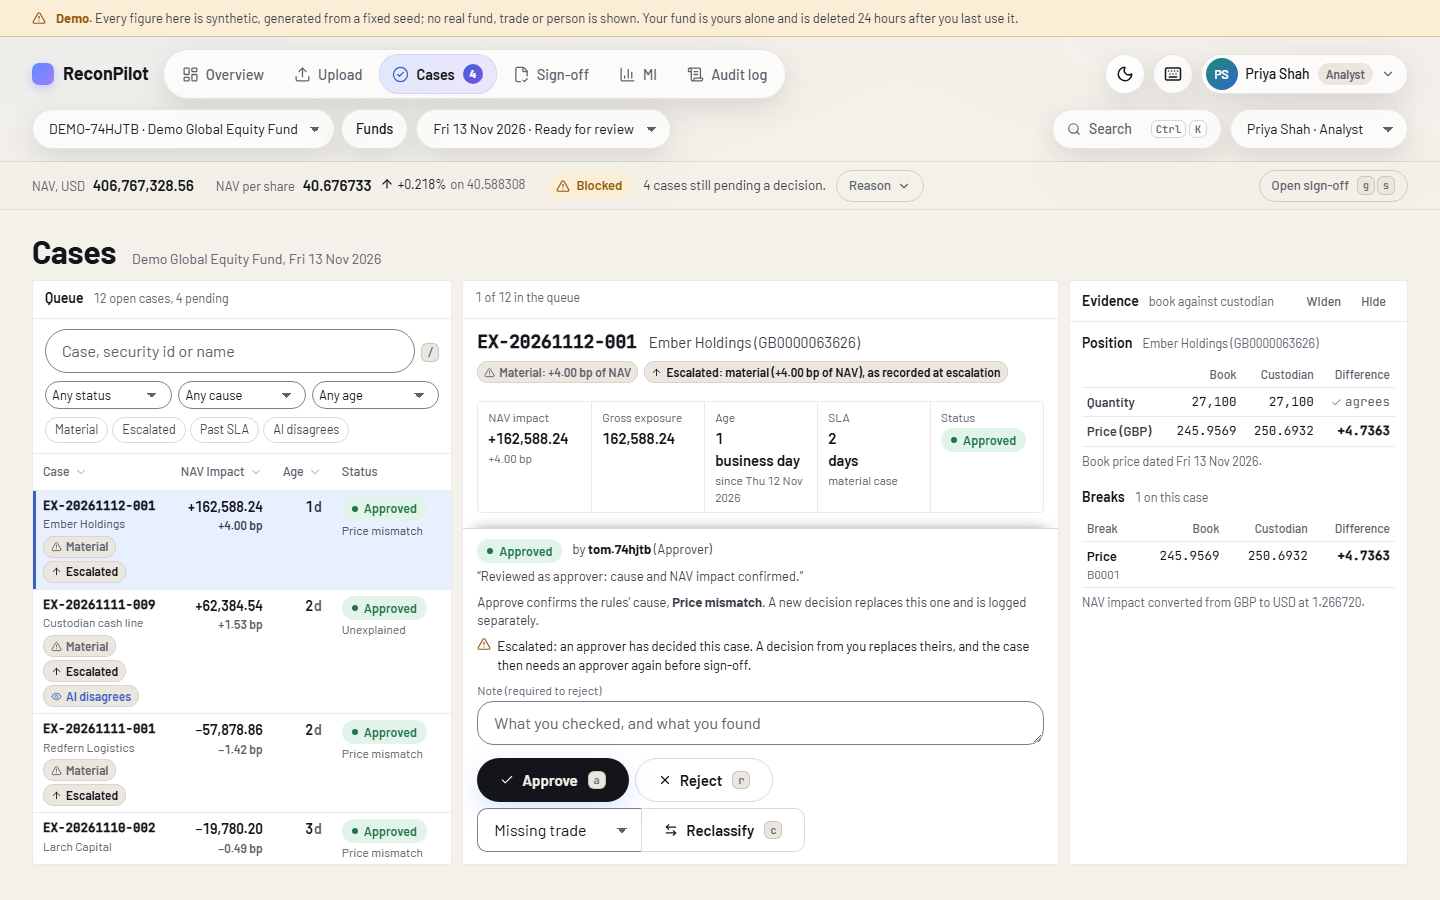 Demo. Every figure here is synthetic, generated from a fixed seed; no real fund, trade or person is shown. Your fund is yours alone and is deleted 24 hours after you last use it.
ReconPilot
Overview
Upload
Cases 4
Sign-off
MI
Audit log
PS Priya Shah Analyst
DEMO-74HJTB · Demo Global Equity Fund
Funds
Fri 13 Nov 2026 · Ready for review
Search Ctrl K
Priya Shah · Analyst
NAV, USD 406,767,328.56
NAV per share 40.676733 +0.218% on 40.588308
Blocked
4 cases still pending a decision.
Reason
Open sign-off g s
Cases
Demo Global Equity Fund, Fri 13 Nov 2026
Queue 12 open cases, 4 pending
Case, security id or name
/
Any status
Any cause
Any age
Material
Escalated
Past SLA
AI disagrees
Case NAV Impact Age Status
EX-20261112-001 +162,588.24 1d Approved
Ember Holdings +4.00 bp Price mismatch
Material
Escalated
EX-20261111-009 +62,384.54 2d Approved
Custodian cash line +1.53 bp Unexplained
Material
Escalated
AI disagrees
EX-20261111-001 −57,878.86 2d Approved
Redfern Logistics −1.42 bp Price mismatch
Material
Escalated
EX-20261110-002 −19,780.20 3d Approved
Larch Capital −0.49 bp Price mismatch
1 of 12 in the queue
EX-20261112-001 Ember Holdings (GB0000063626)
Material: +4.00 bp of NAV
Escalated: material (+4.00 bp of NAV), as recorded at escalation
NAV impact
+162,588.24
+4.00 bp
Gross exposure
162,588.24
Age
1
business day
since Thu 12 Nov
2026
SLA
2
days
material case
Status
Approved
Approved by tom.74hjtb (Approver)
“Reviewed as approver: cause and NAV impact confirmed.”
Approve confirms the rules’ cause, Price mismatch. A new decision replaces this one and is logged
separately.
Escalated: an approver has decided this case. A decision from you replaces theirs, and the case
then needs an approver again before sign-off.
Note (required to reject)
What you checked, and what you found
Approve a
Reject r
Missing trade
Reclassify c
Evidence book against custodian
Widen
Hide
Position Ember Holdings (GB0000063626)
Book Custodian Difference
Quantity 27,100 27,100 agrees
Price (GBP) 245.9569 250.6932 +4.7363
Book price dated Fri 13 Nov 2026.
Breaks 1 on this case
Break Book Custodian Difference
Price 245.9569 250.6932 +4.7363
B0001
NAV impact converted from GBP to USD at 1.266720.